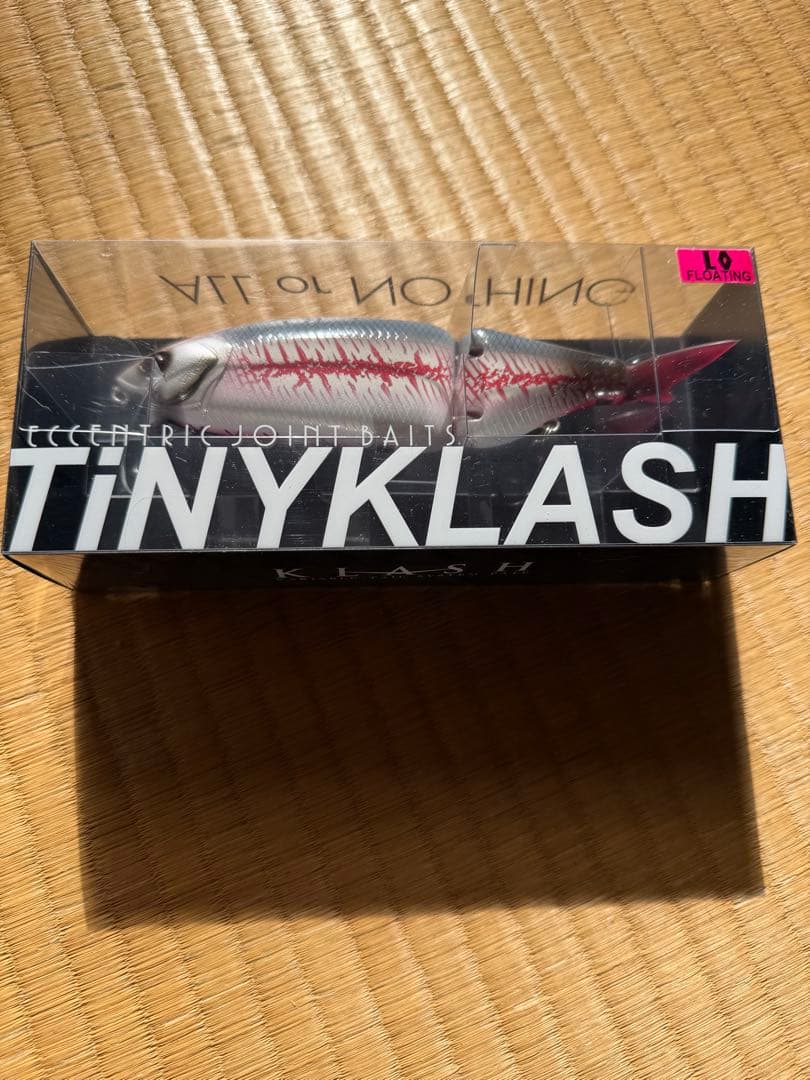 LO
FLOATING
ALL or NOTHING
ECCENTRIC JOINT BAITS
TiNYKLASH
KLASH